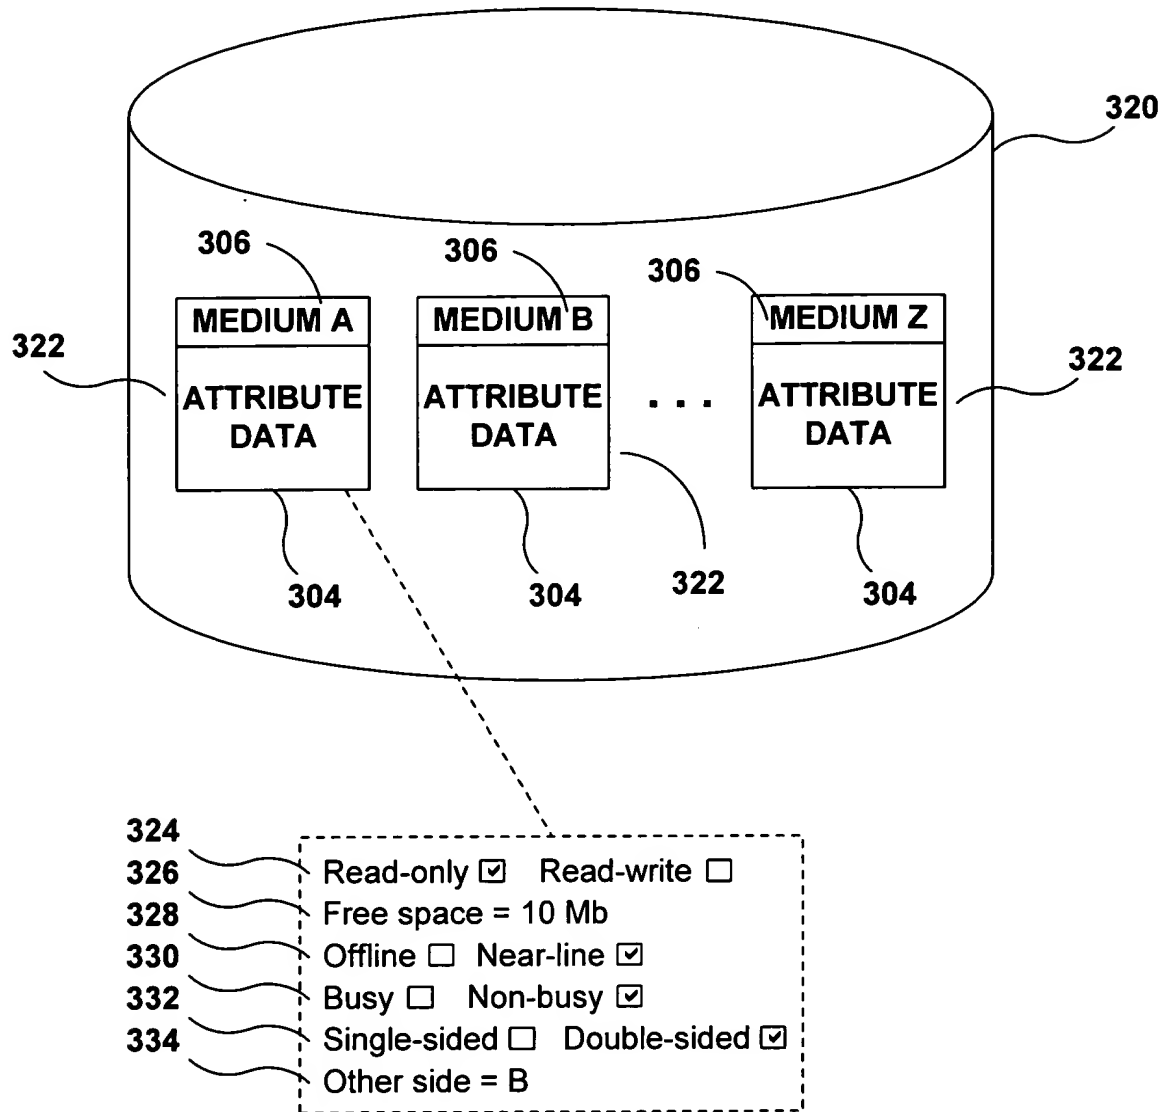 320
306
306
306
MEDIUM A
MEDIUM B
MEDIUM Z
322
322
ATTRIBUTE
DATA
ATTRIBUTE
DATA
. . .
ATTRIBUTE
DATA
322
304
304
304
324
326
328
330
332
334
Read-only ☑ Read-write ☐
Free space = 10 Mb
Offline ☐ Near-line ☑
Busy ☐ Non-busy ☑
Single-sided ☐ Double-sided ☑
Other side = B